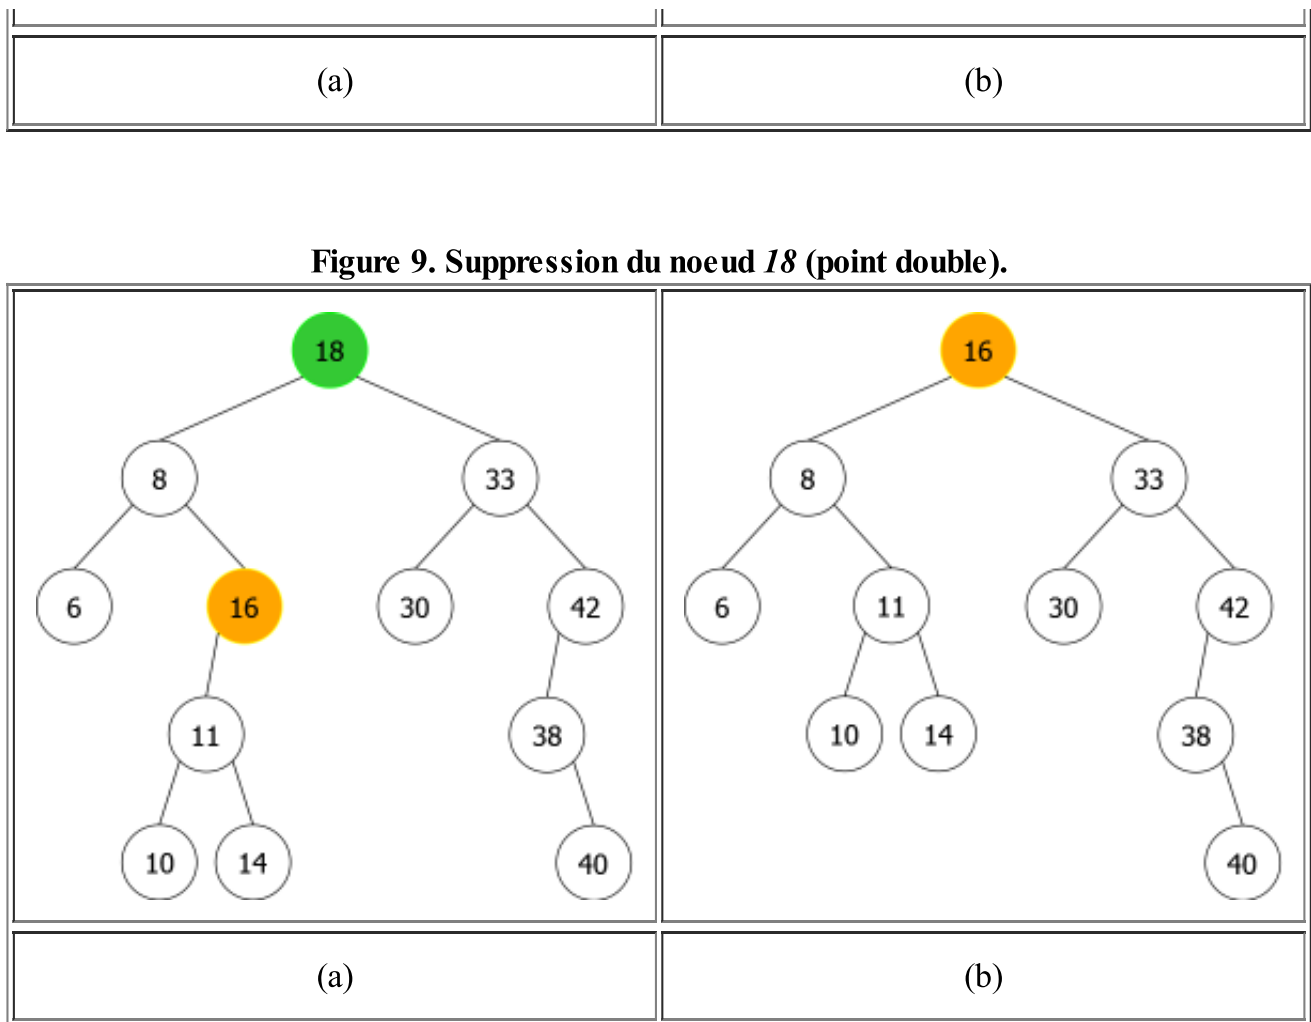 (a) (b)
Figure 9. Suppression du noeud 18 (point double).
18 16
8 33 8 33
6 16 30 42 6 11 30 42
11 38 10 14 38
10 14 40 40
(a) (b)